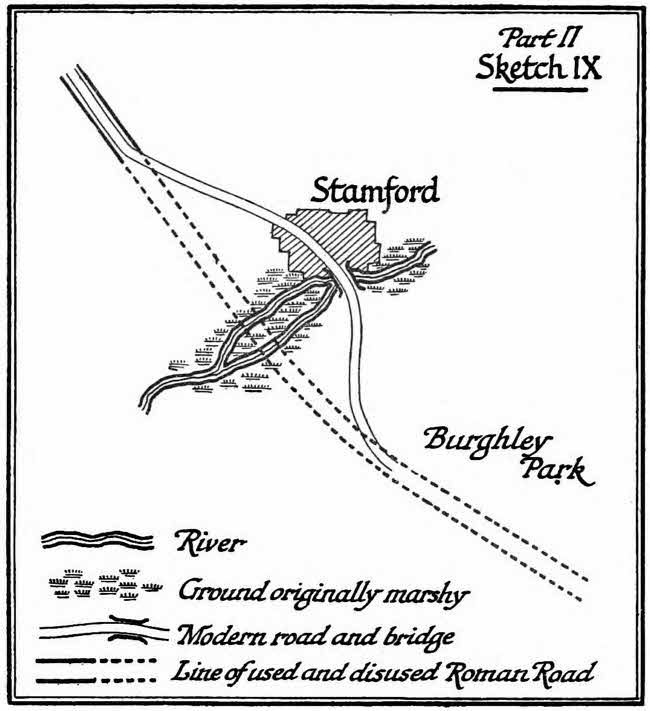 Part II
Sketch IX
Stamford
Burghley
Park
River
Ground originally marshy
Modern road and bridge
Line of used and disused Roman Road